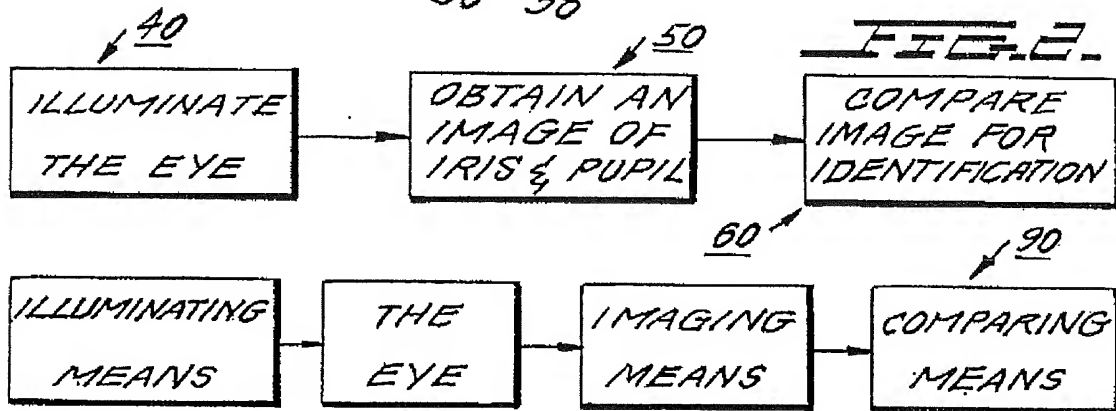 40
50
FIG. 2.
ILLUMINATE
THE EYE
OBTAIN AN
IMAGE OF
IRIS & PUPIL
COMPARE
IMAGE FOR
IDENTIFICATION
60
90
ILLUMINATING
MEANS
THE
EYE
IMAGING
MEANS
COMPARING
MEANS